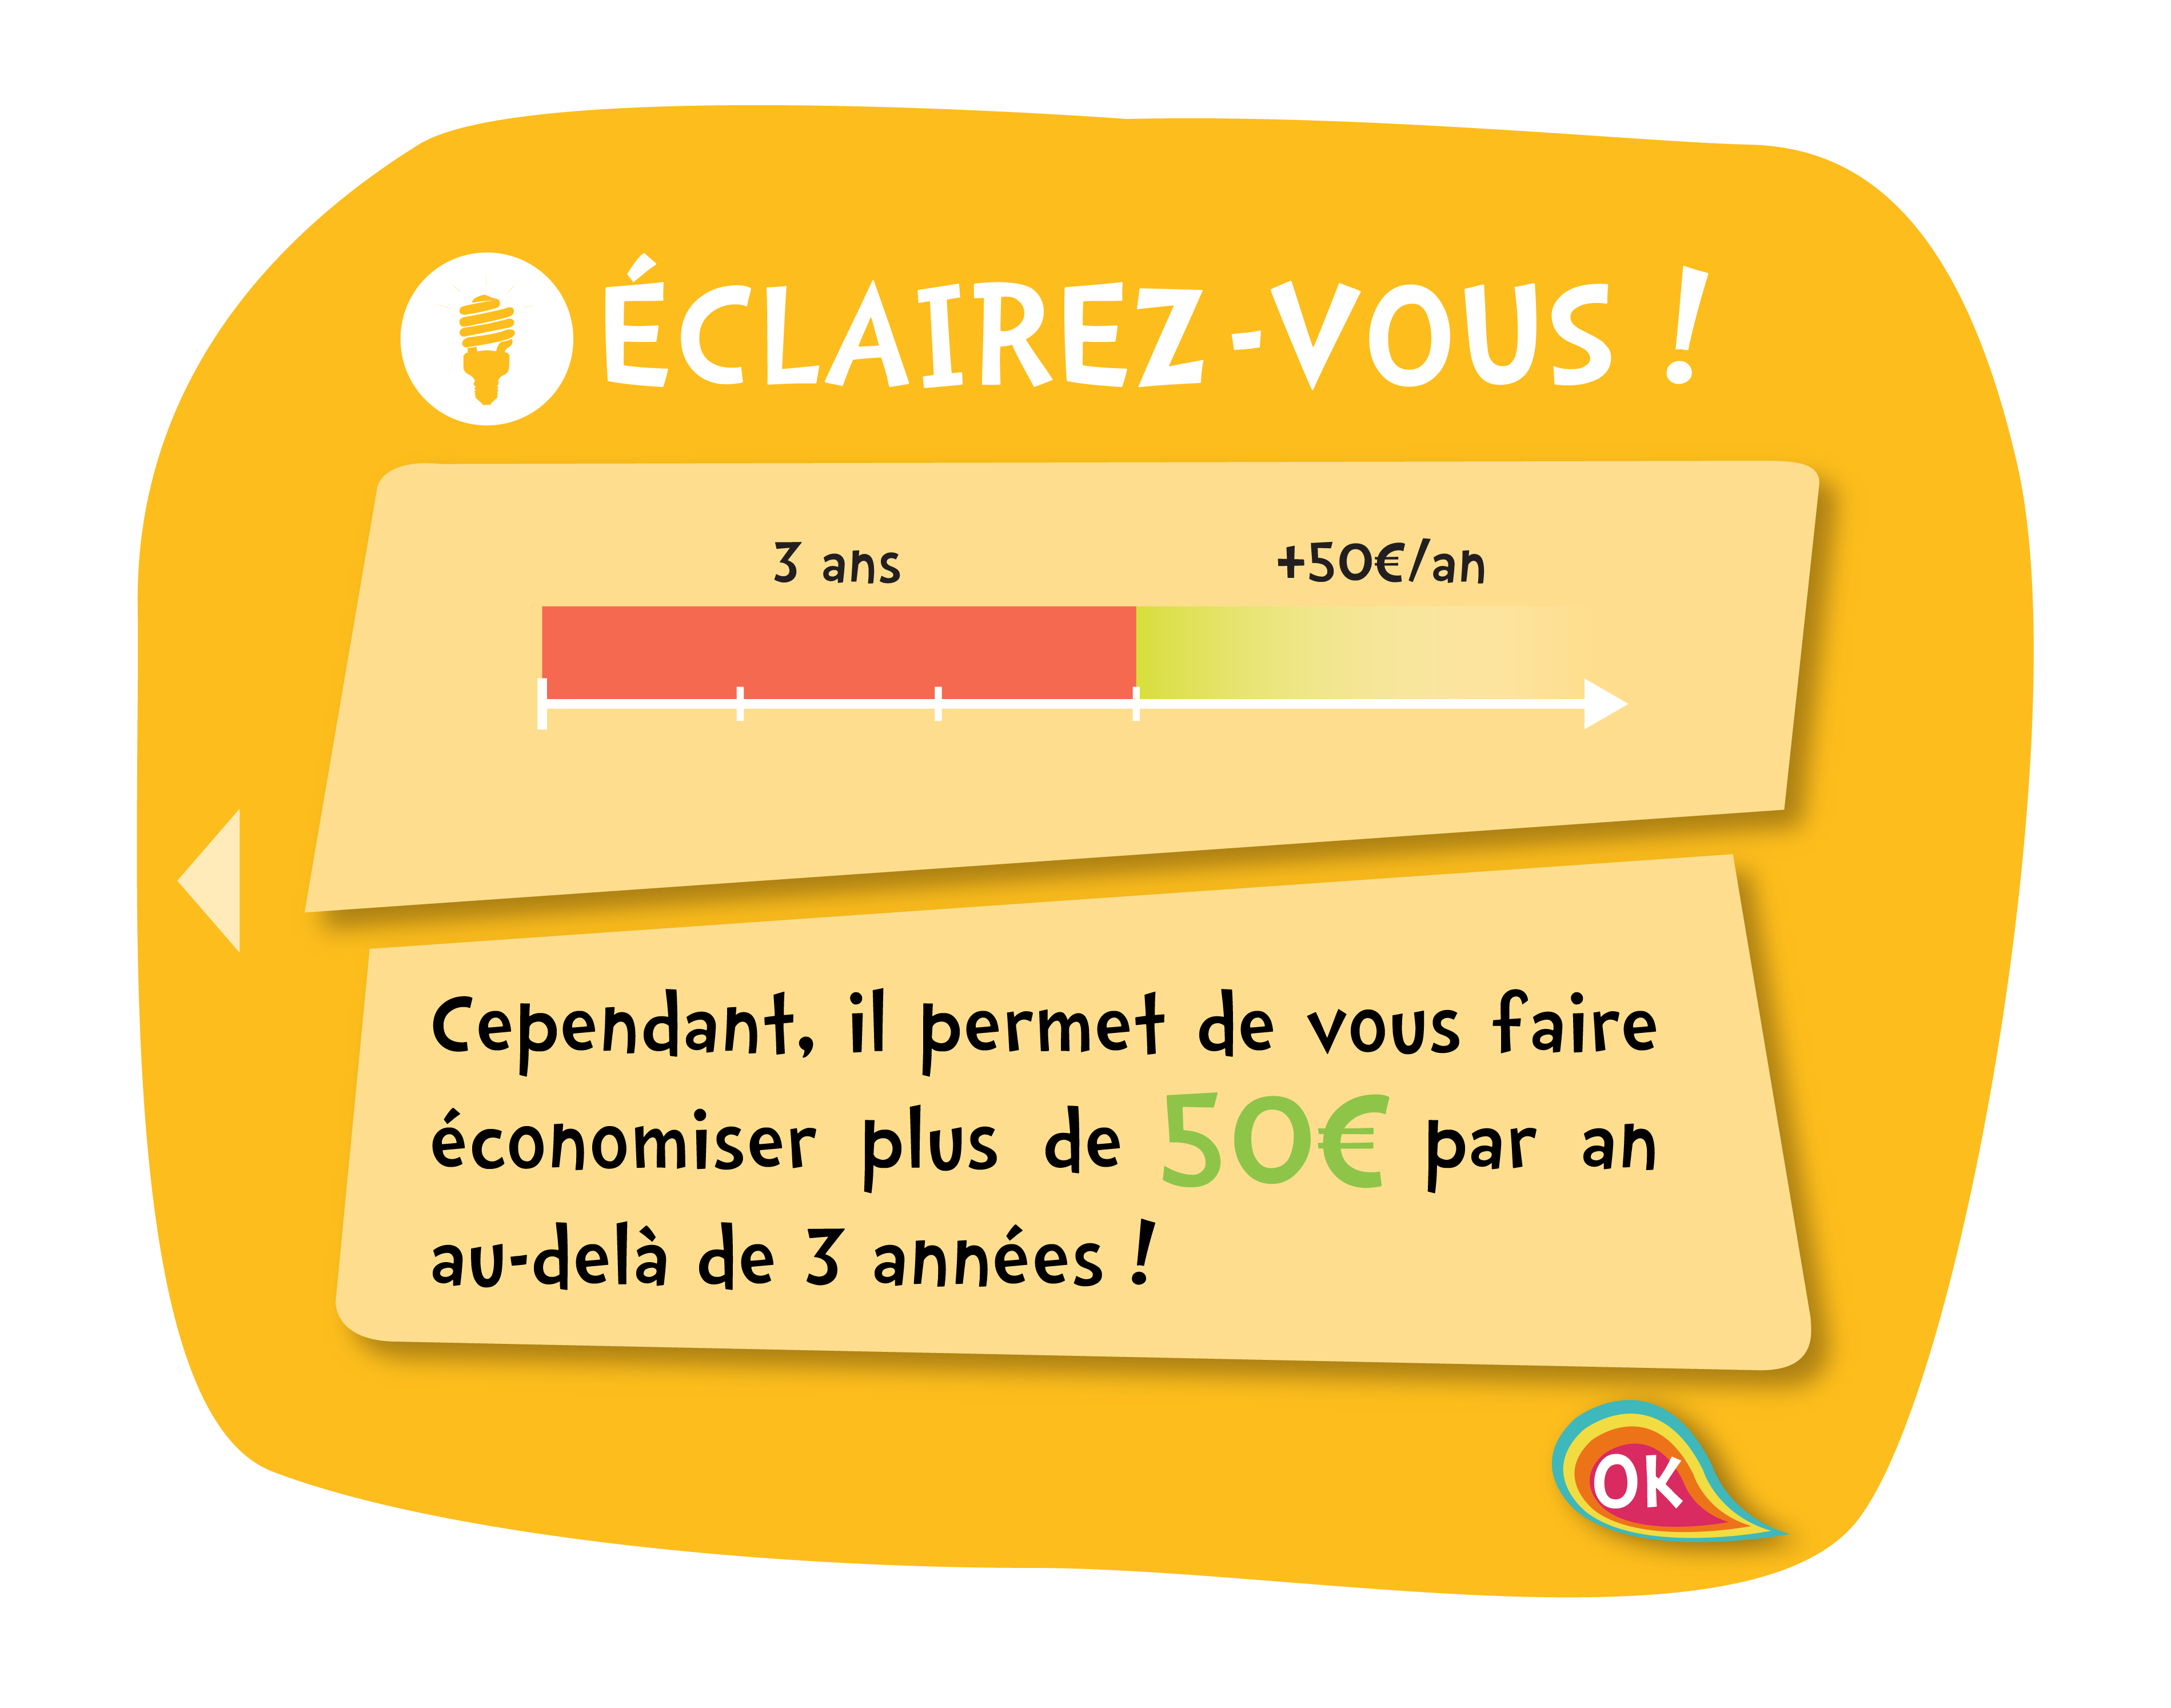 ÉCLAIREZ-VOUS !
3 ans
+50€/an
Cependant, il permet de vous faire
économiser plus de 50€ par an
au-delà de 3 années !
OK